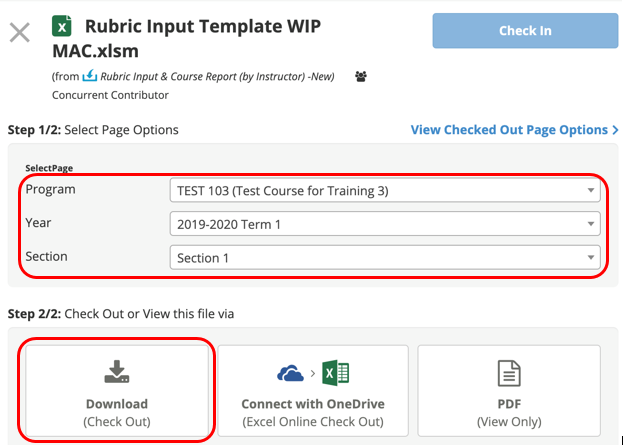 Rubric Input Template WIP
Check In
MAC.xlsm
(from Rubric Input & Course Report (by Instructor) -New)
Concurrent Contributor
Step 1/2: Select Page Options
View Checked Out Page Options >
SelectPage
Program
TEST 103 (Test Course for Training 3)
Year
2019-2020 Term 1
Section
Section 1
Step 2/2: Check Out or View this file via
Download
(Check Out)
Connect with OneDrive
(Excel Online Check Out)
PDF
(View Only)